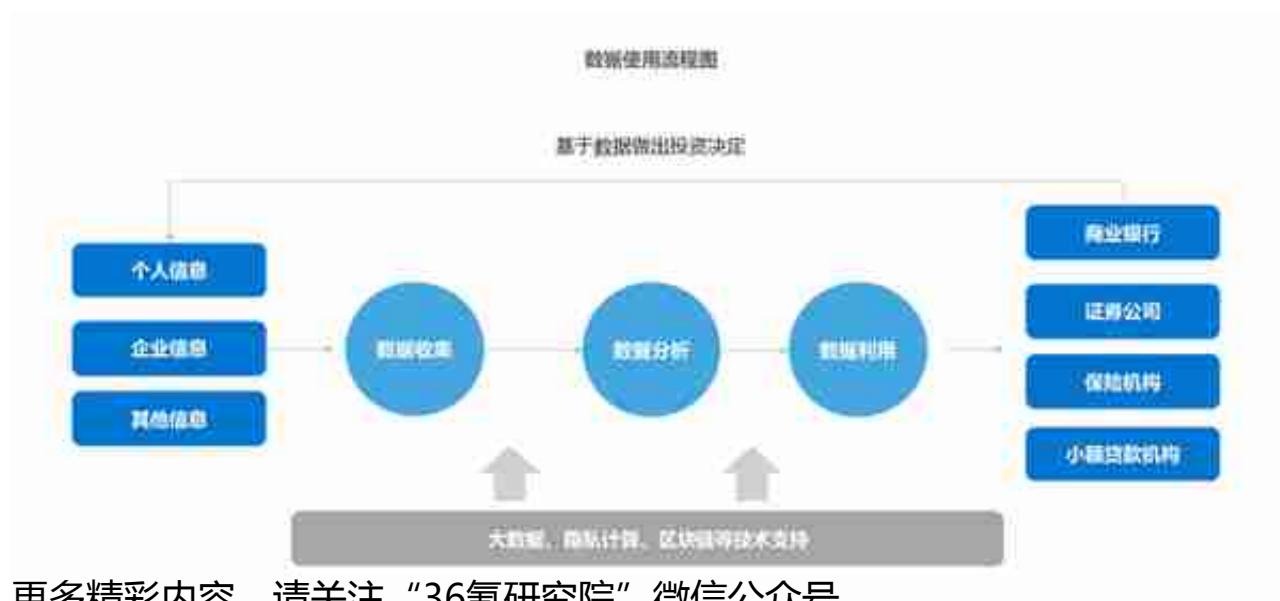 数据使用流程图
基于数据做出投资决定
个人信息
企业信息
其他信息
数据收集
数据分析
数据利用
商业银行
证券公司
保险机构
小额贷款机构
大数据、隐私计算、区块链等技术支持
更多精彩内容，请关注“36氪研究院”微信公众号